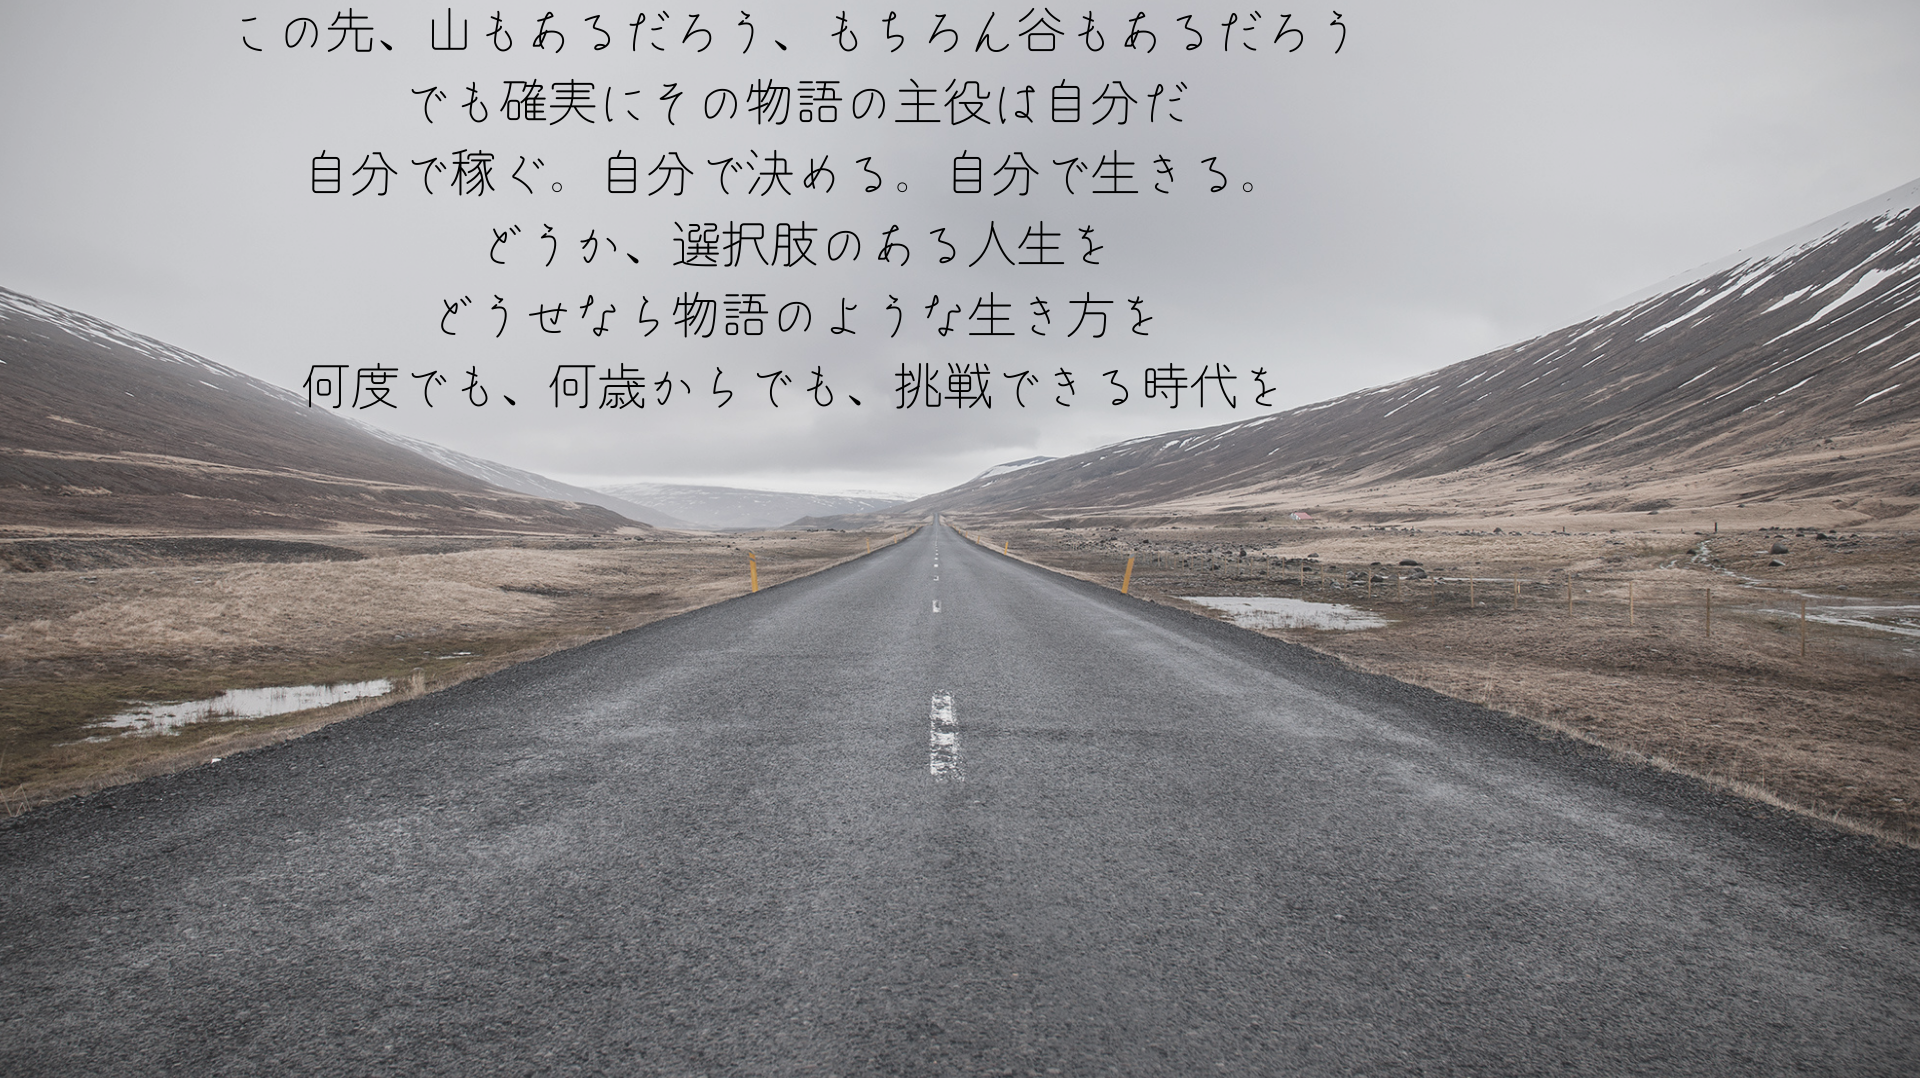 この先、山もあるだろう、もちろん谷もあるだろう
でも確実にその物語の主役は自分だ
自分で稼ぐ。自分で決める。自分で生きる。
どうか、選択肢のある人生を
どうせなら物語のような生き方を
何度でも、何歳からでも、挑戦できる時代を